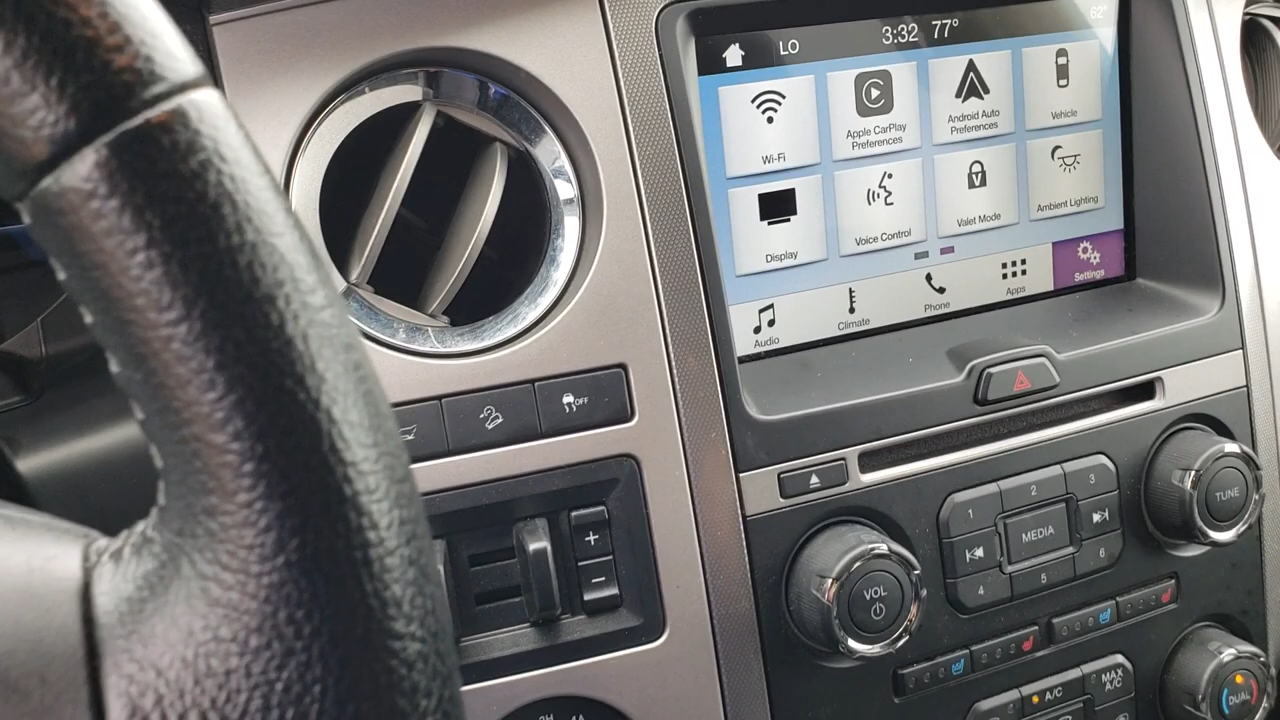 LO 3:32 77° 62°
Wi-Fi
Apple CarPlay
Preferences
Android Auto
Preferences
Vehicle
Display
Voice Control
Valet Mode
Ambient Lighting
Audio
Climate
Phone
Apps
Settings
OFF
+
−
1
2
3
MEDIA
4
5
6
TUNE
VOL
A/C
MAX
A/C
DUAL
2H
4A